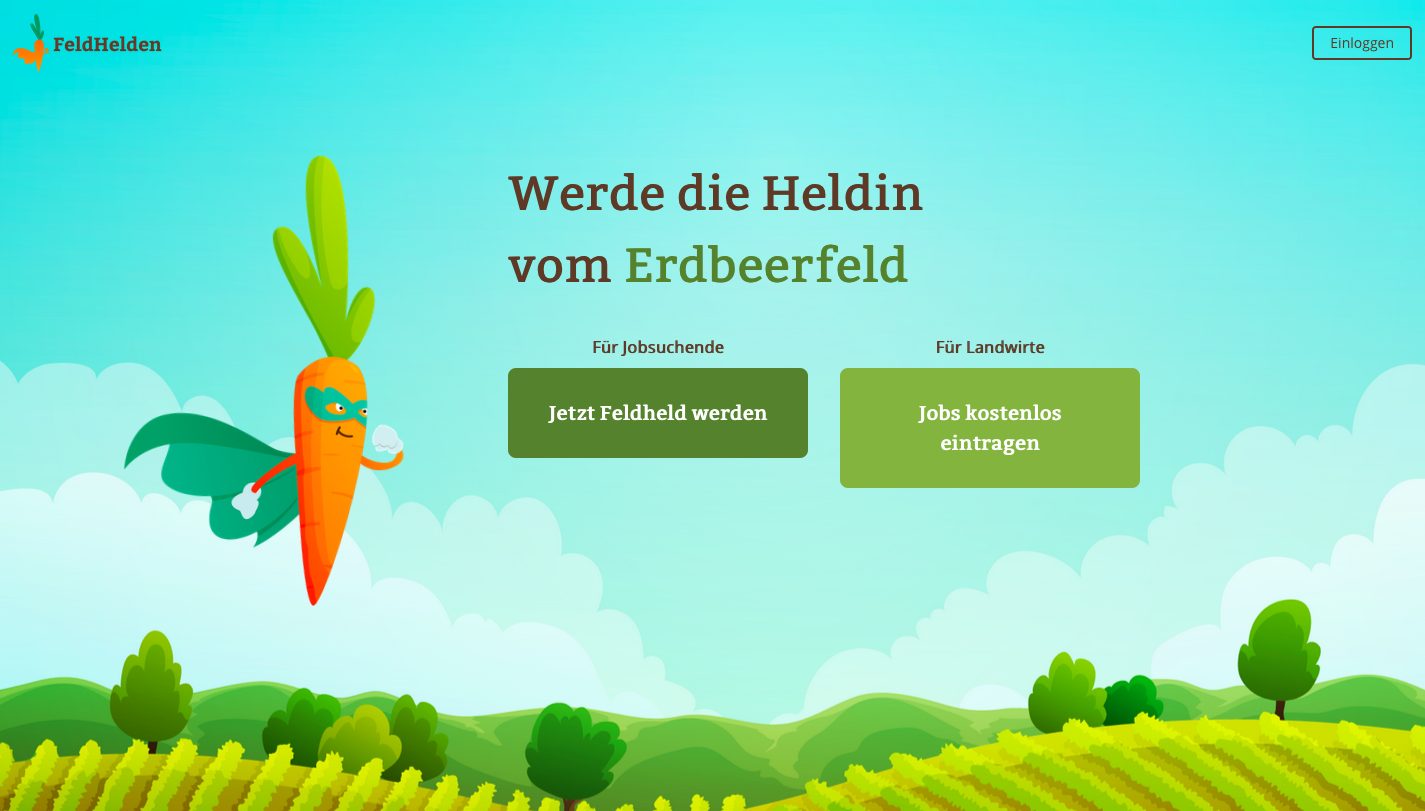 FeldHelden
Einloggen
Werde die Heldin
vom Erdbeerfeld
Für Jobsuchende
Jetzt Feldheld werden
Für Landwirte
Jobs kostenlos
eintragen